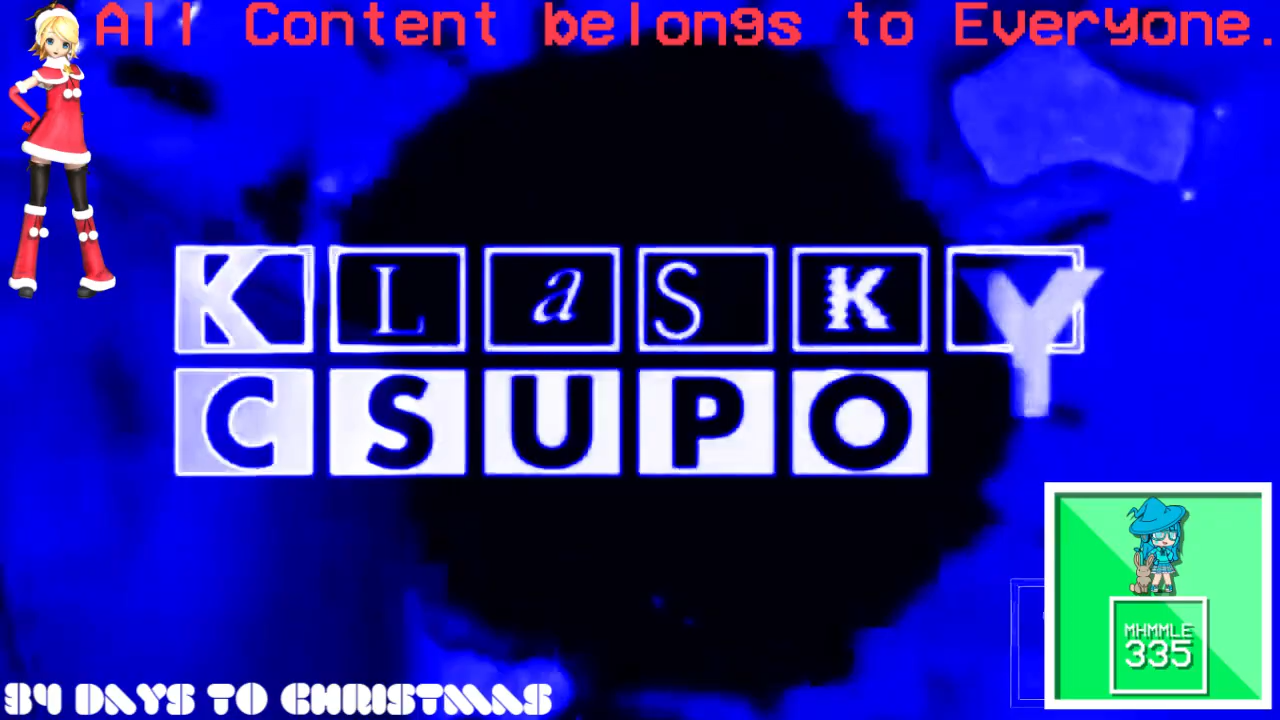 All Content belongs to Everyone.
KLaSKY
CSUPO
MHMMLE
335
34 DAYS TO CHRISTMAS